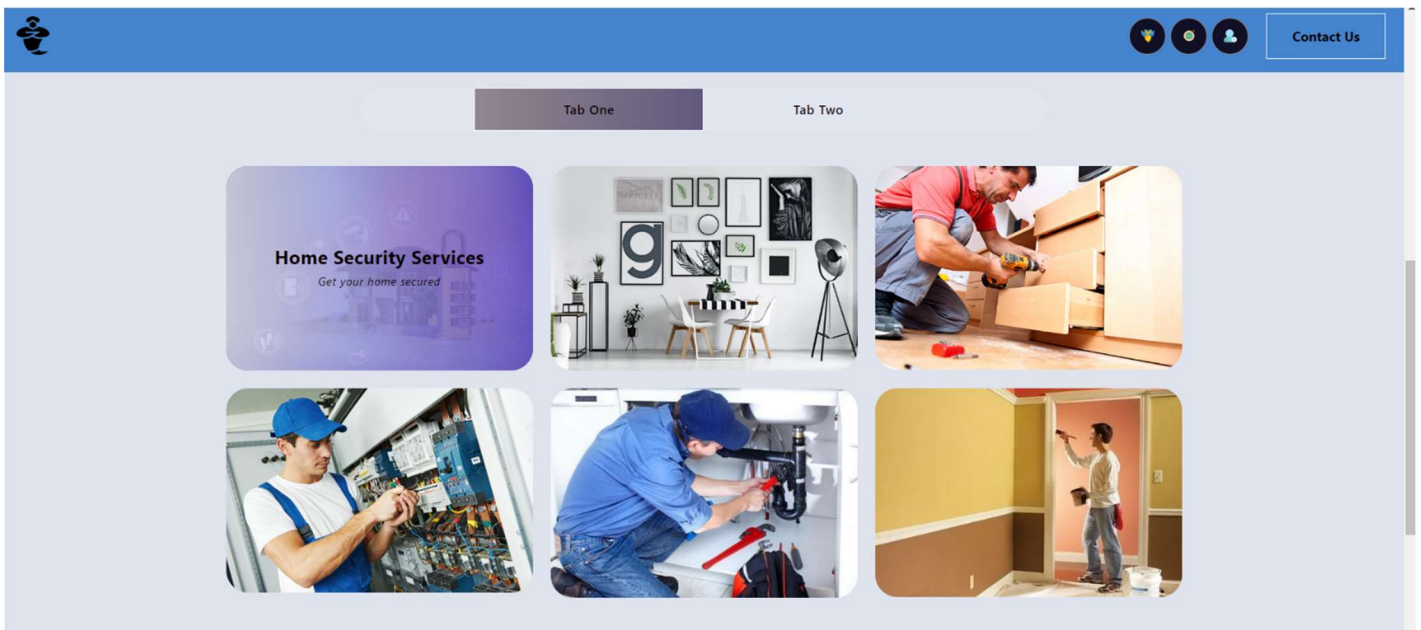 Contact Us
Tab One
Tab Two
Home Security Services
Get your home secured
g